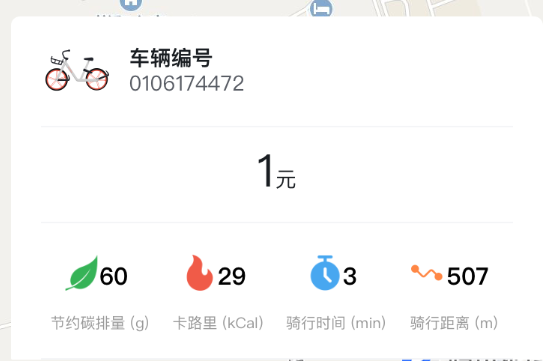 车辆编号
0106174472
1元
60 29 3 507
节约碳排量 (g) 卡路里 (kCal) 骑行时间 (min) 骑行距离 (m)